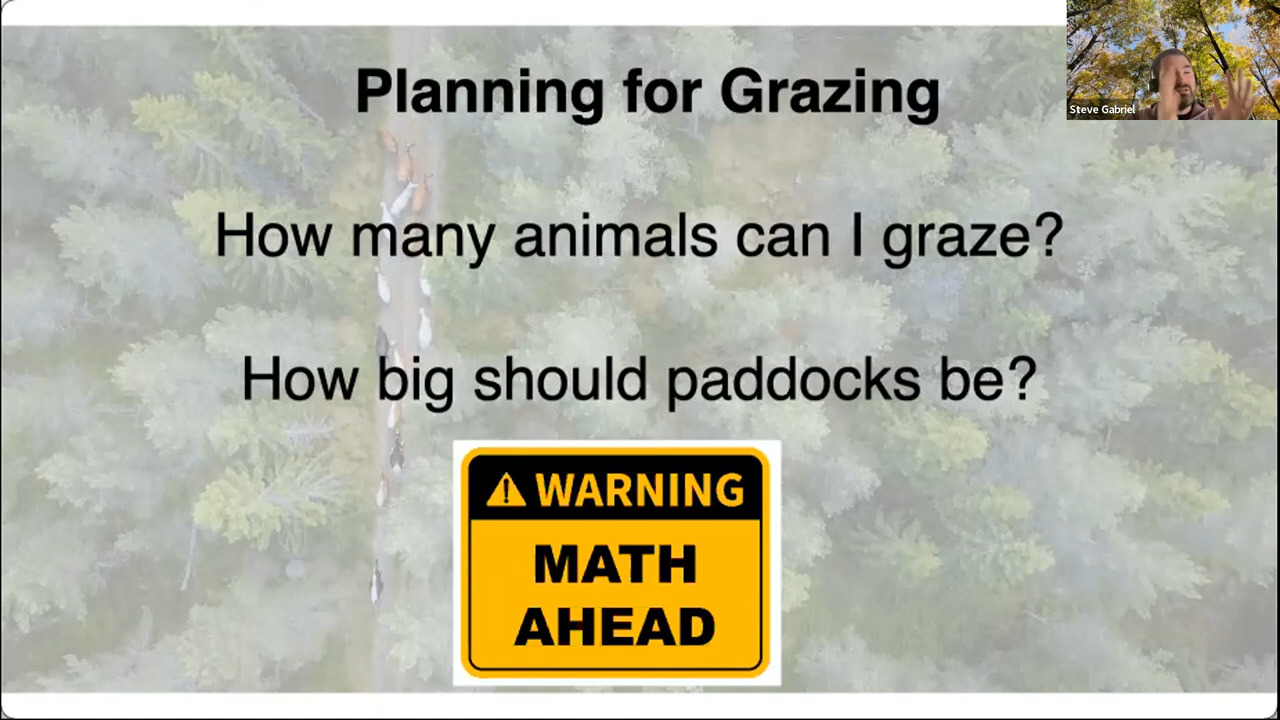 Planning for Grazing
Steve Gabriel
How many animals can I graze?
How big should paddocks be?
WARNING
MATH
AHEAD